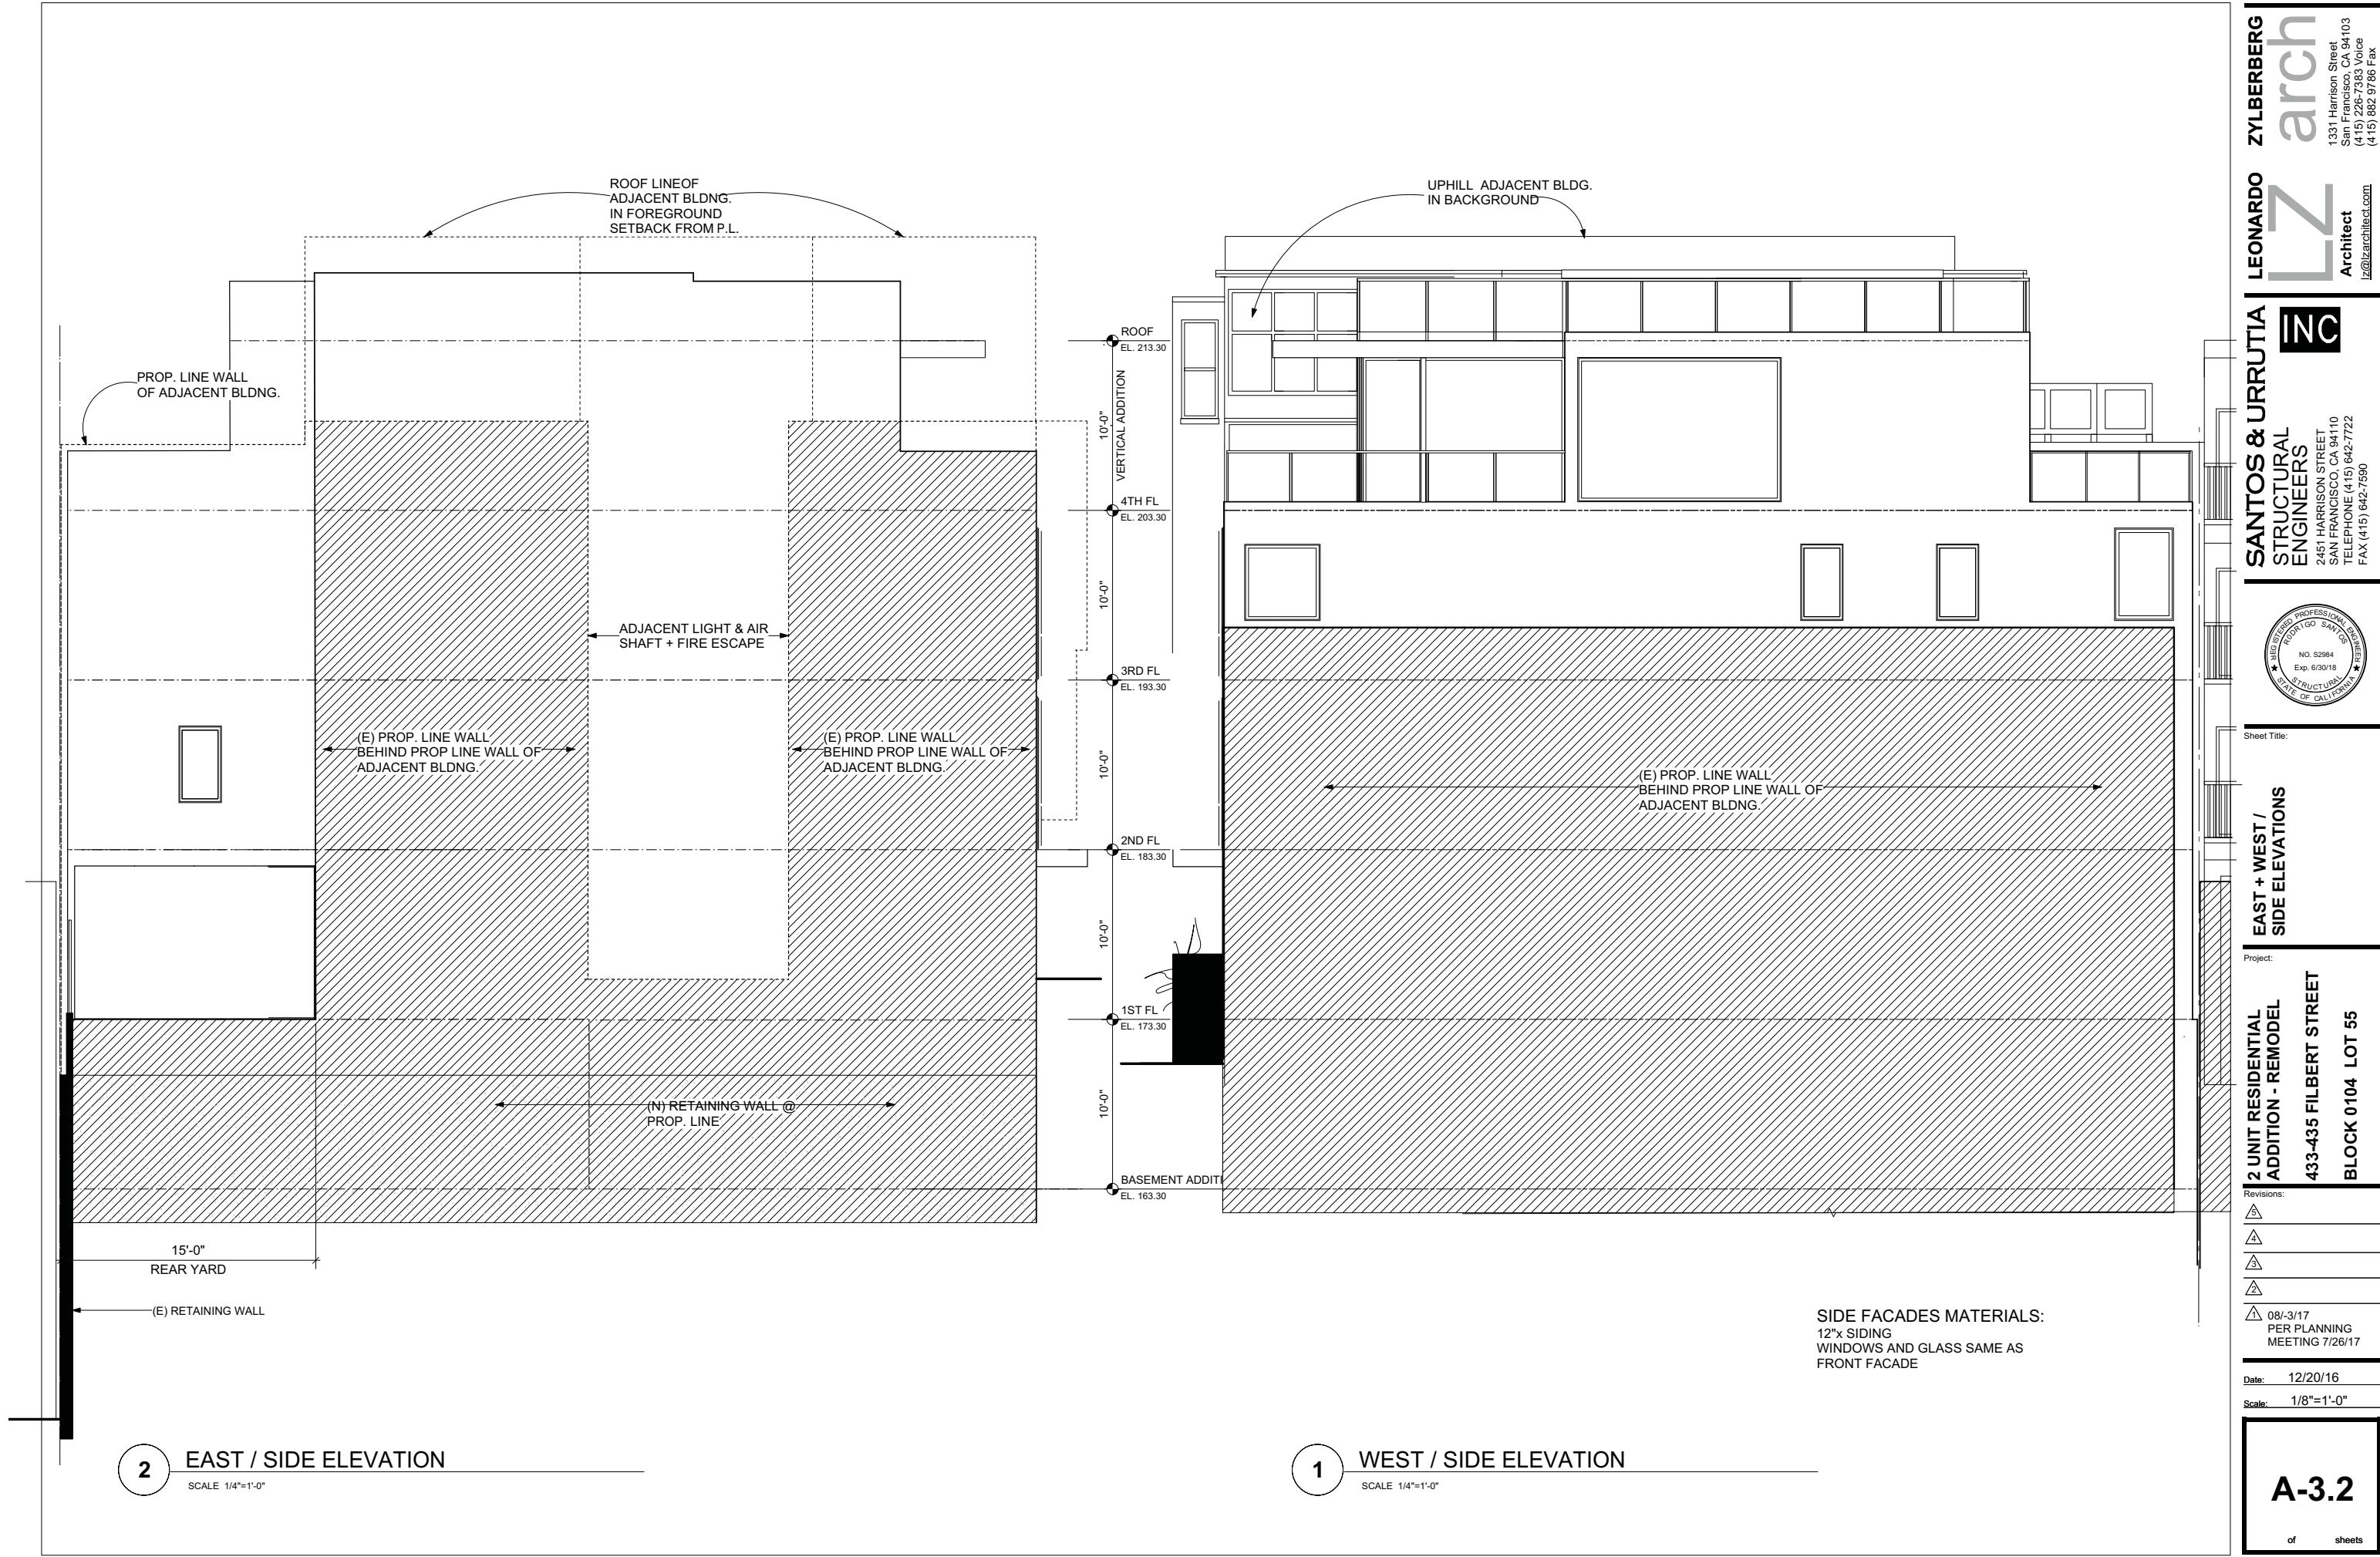 ROOF LINEOF
ADJACENT BLDNG.
IN FOREGROUND
SETBACK FROM P.L.
PROP. LINE WALL
OF ADJACENT BLDNG.
ADJACENT LIGHT & AIR
SHAFT + FIRE ESCAPE
(E) PROP. LINE WALL
BEHIND PROP LINE WALL OF
ADJACENT BLDNG.
(E) PROP. LINE WALL
BEHIND PROP LINE WALL OF
ADJACENT BLDNG.
(N) RETAINING WALL @
PROP. LINE
15'-0"
REAR YARD
(E) RETAINING WALL
2
EAST / SIDE ELEVATION
SCALE 1/4"=1'-0"
ROOF
EL. 213.30
10'-0"
VERTICAL ADDITION
4TH FL
EL. 203.30
10'-0"
3RD FL
EL. 193.30
10'-0"
2ND FL
EL. 183.30
10'-0"
1ST FL
EL. 173.30
10'-0"
BASEMENT ADDITI
EL. 163.30
UPHILL ADJACENT BLDG.
IN BACKGROUND
(E) PROP. LINE WALL
BEHIND PROP LINE WALL OF
ADJACENT BLDNG.
SIDE FACADES MATERIALS:
12"x SIDING
WINDOWS AND GLASS SAME AS
FRONT FACADE
1
WEST / SIDE ELEVATION
SCALE 1/4"=1'-0"
LEONARDO ZYLBERBERG
LZ arch
Architect
lz@lzarchitect.com
1331 Harrison Street
San Francisco, CA 94103
(415) 226-7383 Voice
(415) 882 9786 Fax
SANTOS & URRUTIA
INC
STRUCTURAL
ENGINEERS
2451 HARRISON STREET
SAN FRANCISCO, CA 94110
TELEPHONE (415) 642-7722
FAX (415) 642-7590
REGISTERED PROFESSIONAL ENGINEER
RODRIGO SANTOS
NO. S2984
Exp. 6/30/18
STRUCTURAL
STATE OF CALIFORNIA
Sheet Title:
EAST + WEST /
SIDE ELEVATIONS
Project:
2 UNIT RESIDENTIAL
ADDITION - REMODEL
433-435 FILBERT STREET
BLOCK 0104 LOT 55
Revisions:
5
4
3
2
1 08/-3/17
PER PLANNING
MEETING 7/26/17
Date: 12/20/16
Scale: 1/8"=1'-0"
A-3.2
of sheets